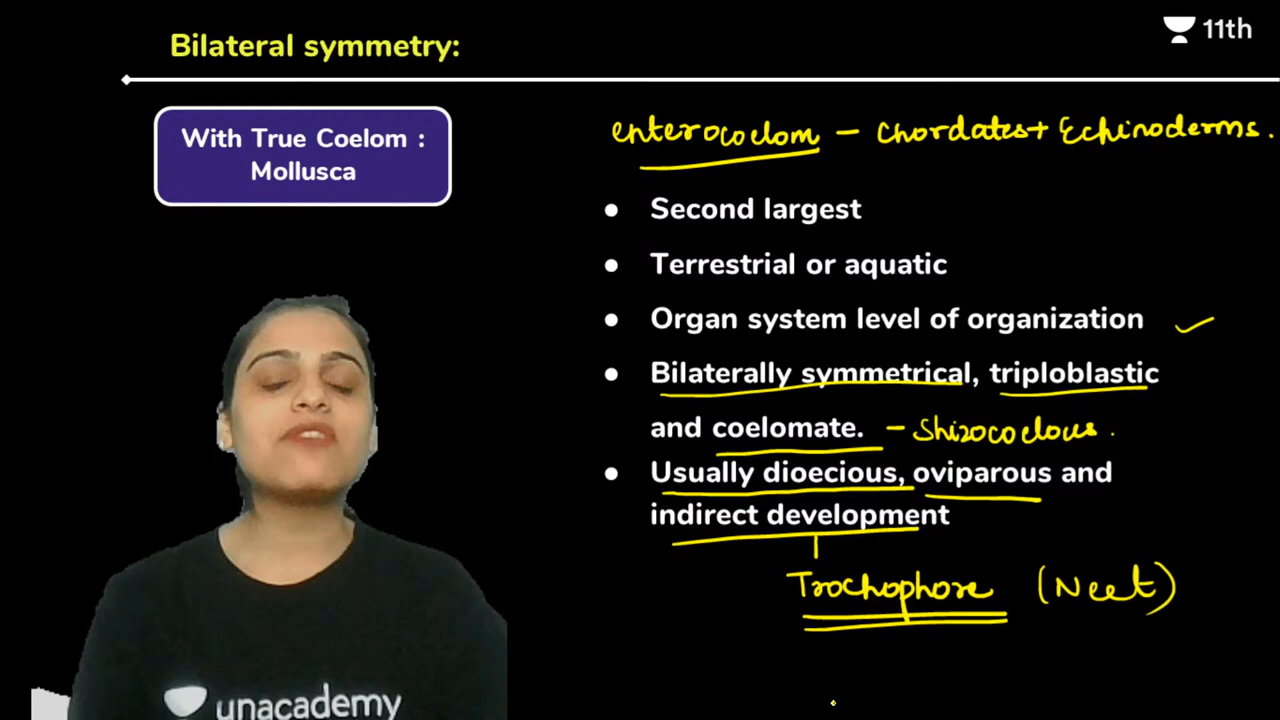 Bilateral symmetry:
11th
With True Coelom :
Mollusca
enterocoelom - Chordates+ Echinoderms.
• Second largest
• Terrestrial or aquatic
• Organ system level of organization
• Bilaterally symmetrical, triploblastic
and coelomate. - Shizocoelous.
• Usually dioecious, oviparous and
indirect development
Trochophore (Neet)
unacademy